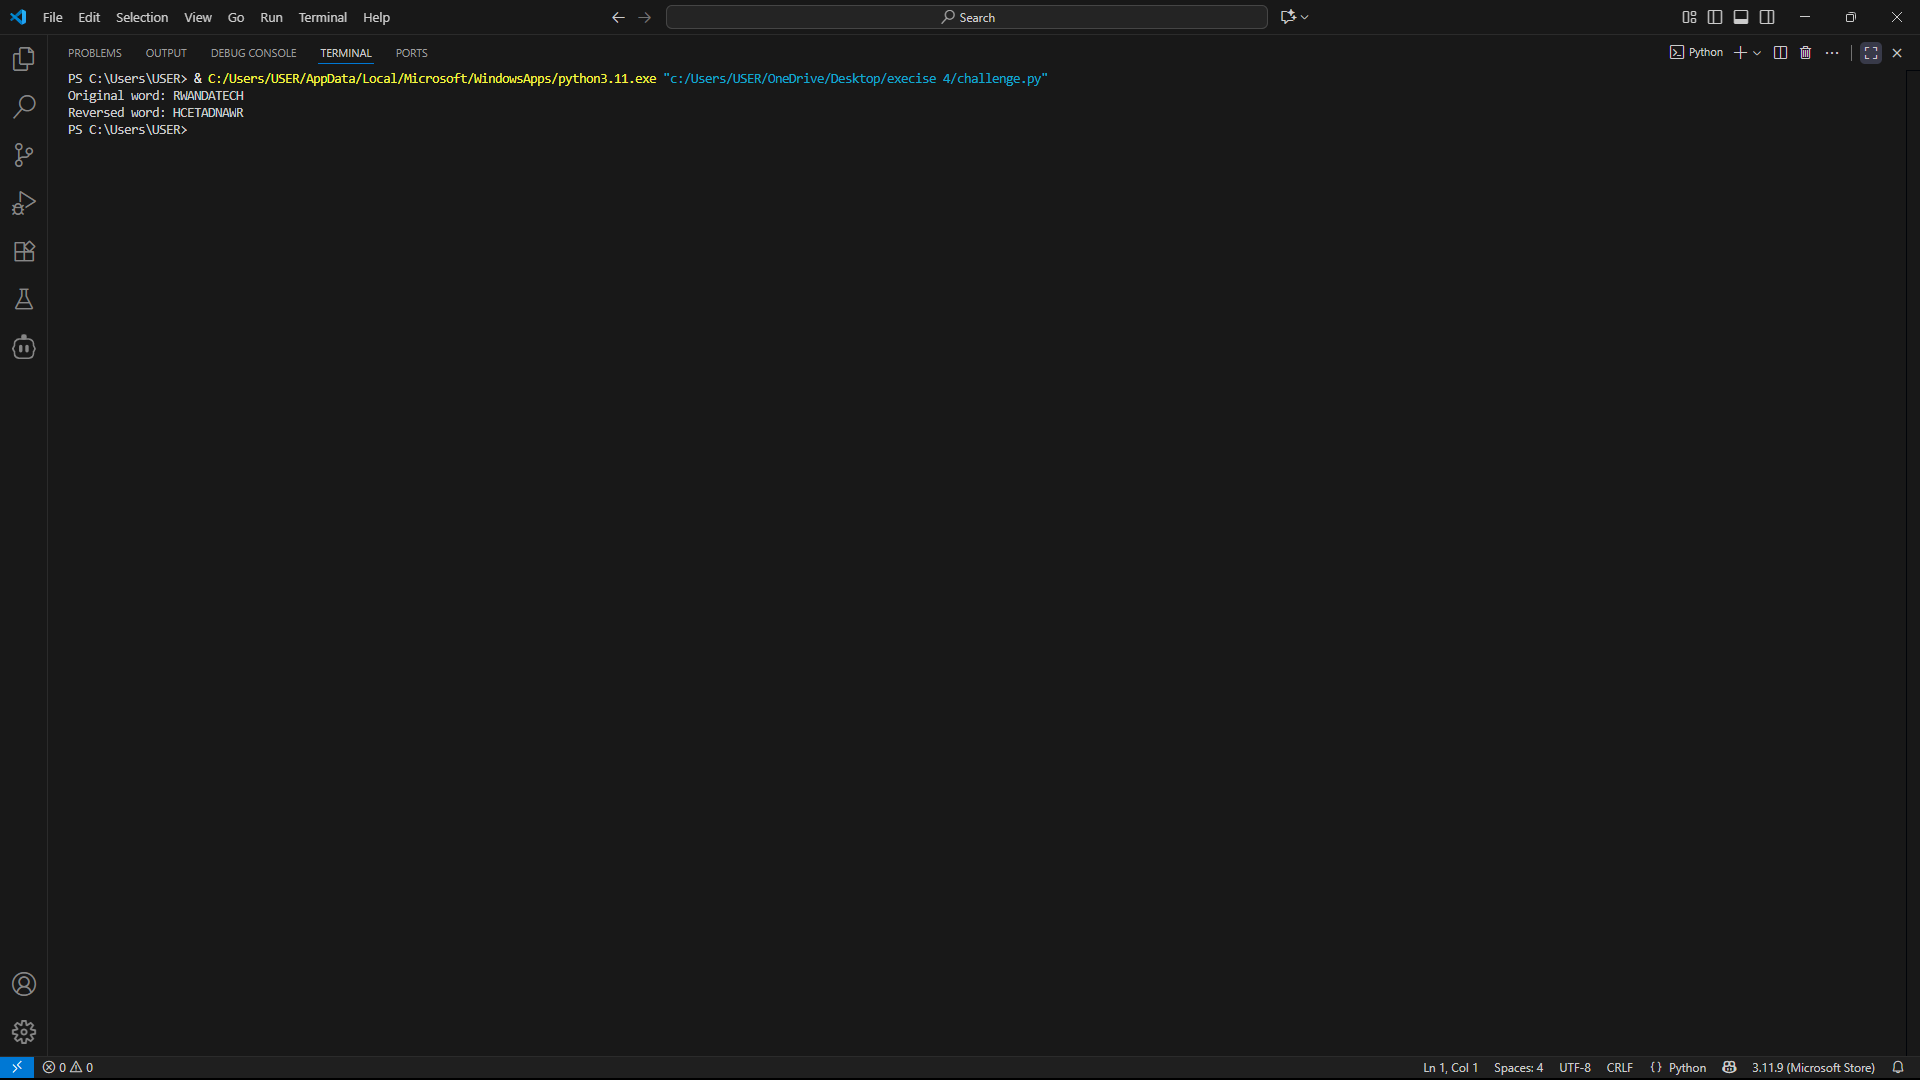 File Edit Selection View Go Run Terminal Help Search
PROBLEMS OUTPUT DEBUG CONSOLE TERMINAL PORTS Python
PS C:\Users\USER> & C:/Users/USER/AppData/Local/Microsoft/WindowsApps/python3.11.exe "c:/Users/USER/OneDrive/Desktop/execise 4/challenge.py"
Original word: RWANDATECH
Reversed word: HCETADNAWR
PS C:\Users\USER>
0 0 Ln 1, Col 1 Spaces: 4 UTF-8 CRLF {} Python 3.11.9 (Microsoft Store)